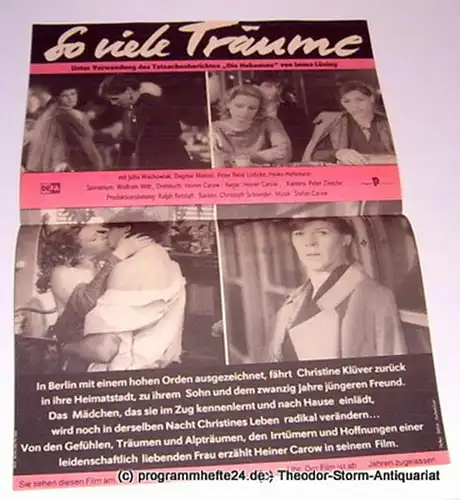 So viele Träume
Unter Verwendung des Tatsachenberichtes „Die Hebamme" von Imma Lüning
mit Jutta Wachowiak, Dagmar Manzel, Peter René Lüdicke, Heiko Hehlmann
Szenarium: Wolfram Witt, Drehbuch: Heiner Carow, Regie: Heiner Carow, Kamera: Peter Ziesche
Produktionsleitung: Ralph Retzlaff, Bauten: Christoph Schneider, Musik: Stefan Carow
DEFA
In Berlin mit einem hohen Orden ausgezeichnet, fährt Christine Klüver zurück
in ihre Heimatstadt, zu ihrem Sohn und dem zwanzig Jahre jüngeren Freund.
Das Mädchen, das sie im Zug kennenlernt und nach Hause einlädt,
wird noch in derselben Nacht Christines Leben radikal verändern...
Von den Gefühlen, Träumen und Alpträumen, den Irrtümern und Hoffnungen einer
leidenschaftlich liebenden Frau erzählt Heiner Carow in seinem Film.
Sie sehen diesen Film am Uhr. Der Film ist ab Jahren zugelassen
(c) programmhefte24.de;- Theodor-Storm-Antiquariat